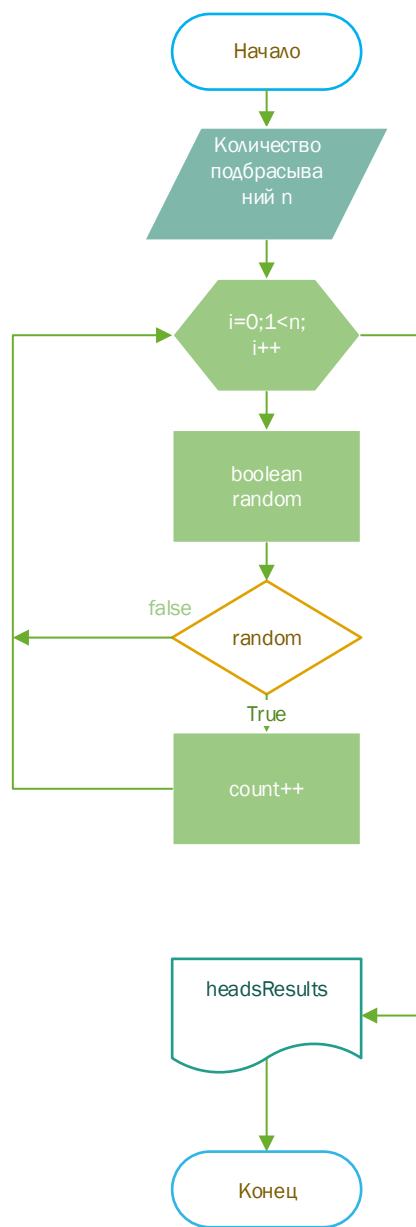 Начало
Количество
подбрасыва
ний n
i=0;1<n;
i++
boolean
random
false
random
True
count++
headsResults
Конец